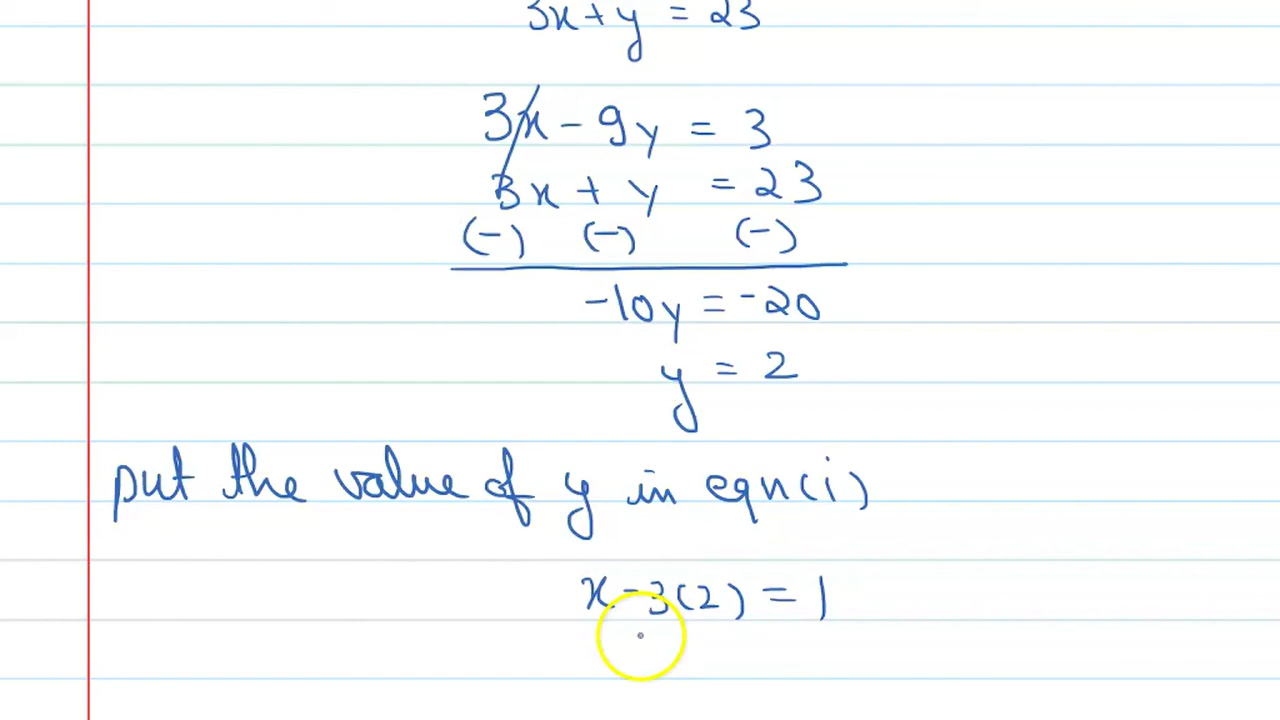 3x + y = 23
3x - 9y = 3
3x + y = 23
(-) (-) (-)
-10y = -20
y = 2
put the value of y in eqn(i)
x - 3(2) = 1